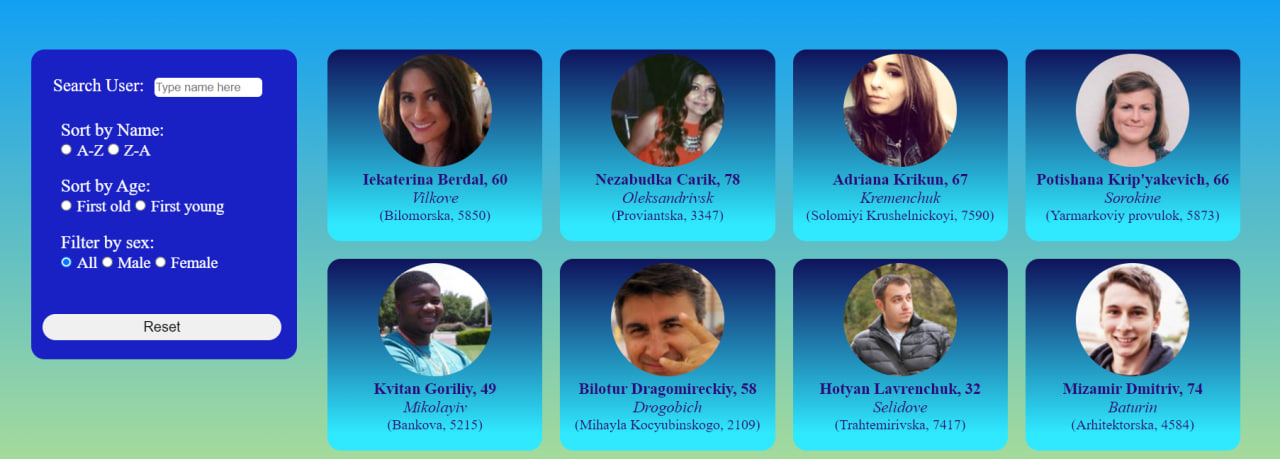 Search User: Type name here
Sort by Name:
A-Z Z-A
Sort by Age:
First old First young
Filter by sex:
All Male Female
Reset
Iekaterina Berdal, 60
Vilkove
(Bilomorska, 5850)
Nezabudka Carik, 78
Oleksandrivsk
(Proviantska, 3347)
Adriana Krikun, 67
Kremenchuk
(Solomiyi Krushelnickoyi, 7590)
Potishana Krip'yakevich, 66
Sorokine
(Yarmarkoviy provulok, 5873)
Kvitan Goriliy, 49
Mikolayiv
(Bankova, 5215)
Bilotur Dragomireckiy, 58
Drogobich
(Mihayla Kocyubinskogo, 2109)
Hotyan Lavrenchuk, 32
Selidove
(Trahtemirivska, 7417)
Mizamir Dmitriv, 74
Baturin
(Arhitektorska, 4584)